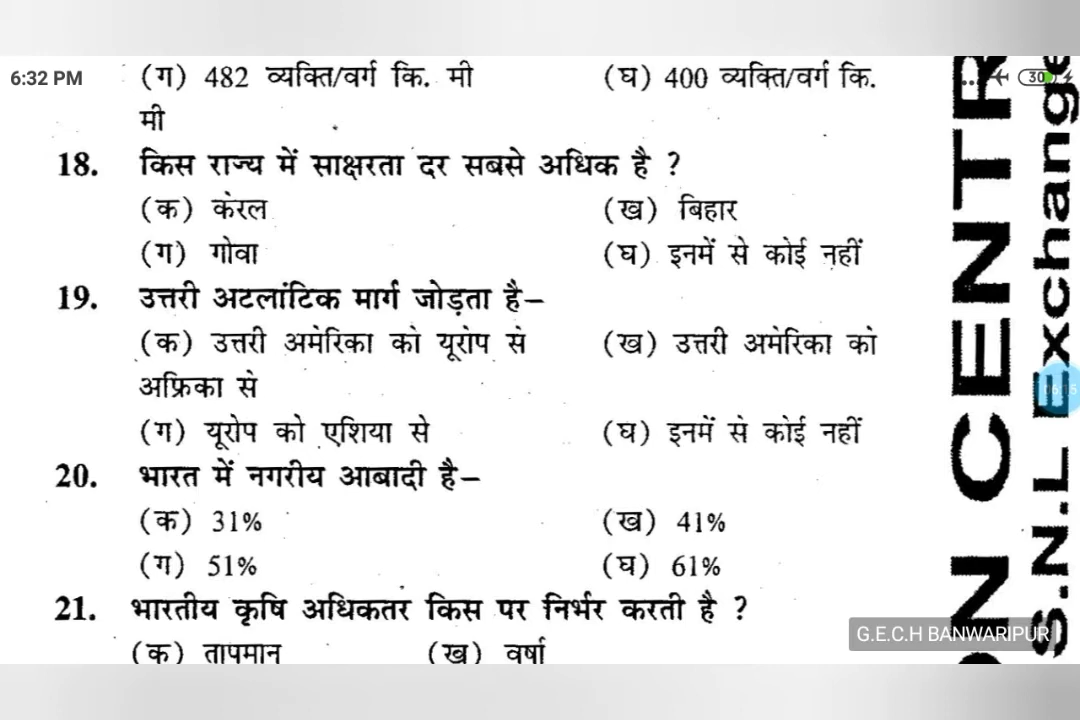 6:32 PM
(ग) 482 व्यक्ति/वर्ग कि. मी (घ) 400 व्यक्ति/वर्ग कि.
मी
18. किस राज्य में साक्षरता दर सबसे अधिक है ?
(क) केरल (ख) बिहार
(ग) गोवा (घ) इनमें से कोई नहीं
19. उत्तरी अटलांटिक मार्ग जोड़ता है–
(क) उत्तरी अमेरिका को यूरोप से (ख) उत्तरी अमेरिका को
अफ्रिका से
(ग) यूरोप को एशिया से (घ) इनमें से कोई नहीं
20. भारत में नगरीय आबादी है–
(क) 31% (ख) 41%
(ग) 51% (घ) 61%
21. भारतीय कृषि अधिकतर किस पर निर्भर करती है ?
(क) तापमान (ख) वर्षा
G.E.C.H BANWARIPUR
ON CENTR
S.N.L Exchange
30